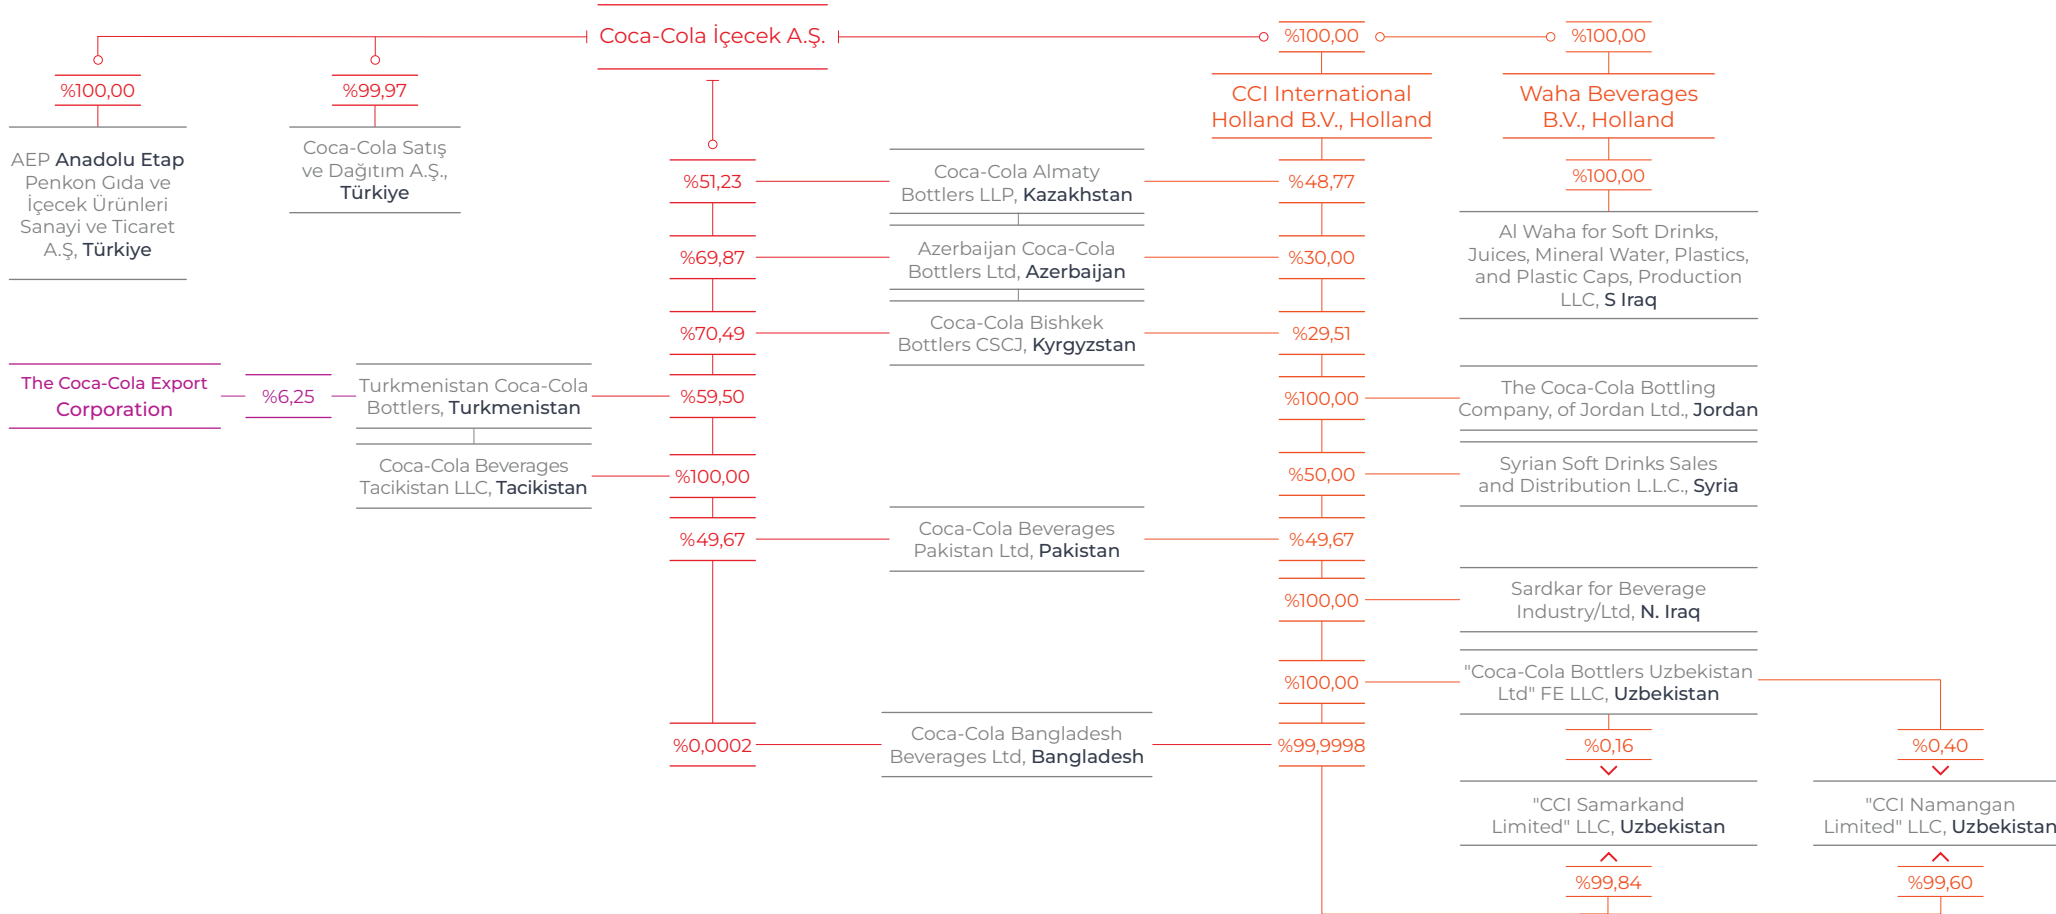 Coca-Cola İçecek A.Ş.
%100,00
%100,00
%100,00
%99,97
AEP Anadolu Etap
Penkon Gıda ve
İçecek Ürünleri
Sanayi ve Ticaret
A.Ş, Türkiye
Coca-Cola Satış
ve Dağıtım A.Ş.,
Türkiye
CCI International
Holland B.V., Holland
Waha Beverages
B.V., Holland
%51,23
Coca-Cola Almaty
Bottlers LLP, Kazakhstan
%48,77
%100,00
Al Waha for Soft Drinks,
Juices, Mineral Water, Plastics,
and Plastic Caps, Production
LLC, S Iraq
%69,87
Azerbaijan Coca-Cola
Bottlers Ltd, Azerbaijan
%30,00
%70,49
Coca-Cola Bishkek
Bottlers CSCJ, Kyrgyzstan
%29,51
The Coca-Cola Export
Corporation
%6,25
Turkmenistan Coca-Cola
Bottlers, Turkmenistan
%59,50
%100,00
The Coca-Cola Bottling
Company, of Jordan Ltd., Jordan
Coca-Cola Beverages
Tacikistan LLC, Tacikistan
%100,00
%50,00
Syrian Soft Drinks Sales
and Distribution L.L.C., Syria
%49,67
Coca-Cola Beverages
Pakistan Ltd, Pakistan
%49,67
%100,00
Sardkar for Beverage
Industry/Ltd, N. Iraq
%100,00
"Coca-Cola Bottlers Uzbekistan
Ltd" FE LLC, Uzbekistan
%0,0002
Coca-Cola Bangladesh
Beverages Ltd, Bangladesh
%99,9998
%0,16
%0,40
"CCI Samarkand
Limited" LLC, Uzbekistan
"CCI Namangan
Limited" LLC, Uzbekistan
%99,84
%99,60